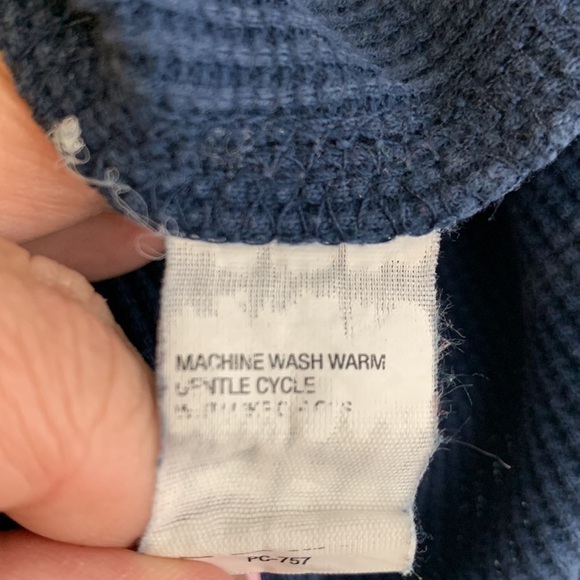 MACHINE WASH WARM
GENTLE CYCLE
PC-757